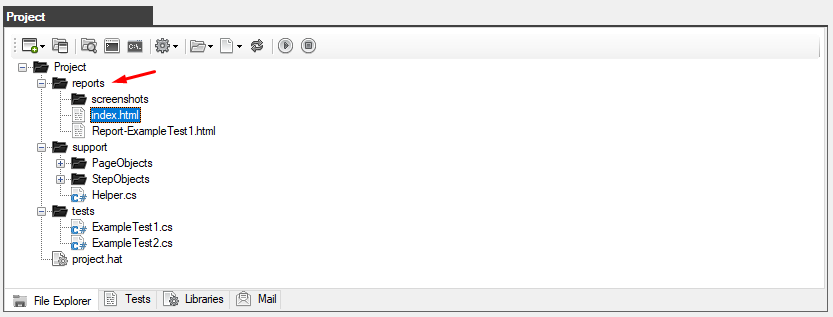 Project
Project
reports
screenshots
index.html
Report-ExampleTest1.html
support
PageObjects
StepObjects
Helper.cs
tests
ExampleTest1.cs
ExampleTest2.cs
project.hat
File Explorer Tests Libraries Mail